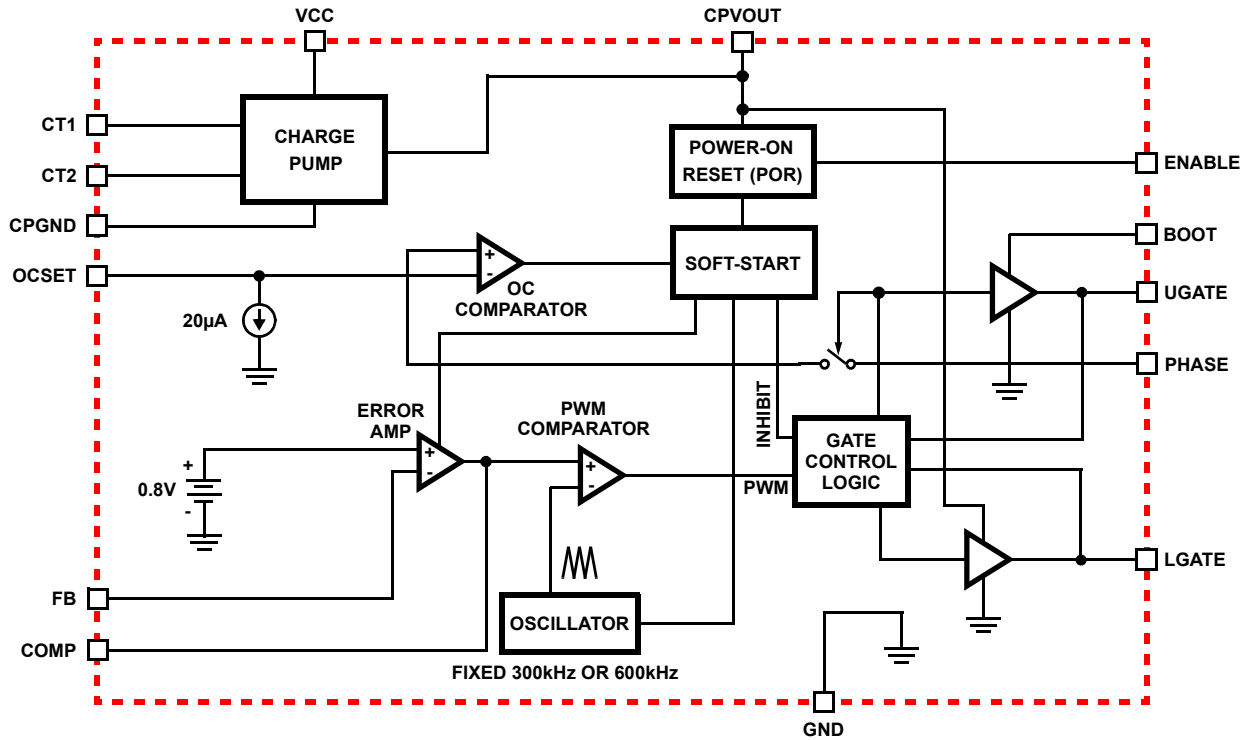 VCC
CPVOUT
CT1
CHARGE
PUMP
POWER-ON
RESET (POR)
CT2
ENABLE
CPGND
BOOT
OCSET
+
-
OC
COMPARATOR
SOFT-START
UGATE
20µA
PHASE
INHIBIT
ERROR
AMP
PWM
COMPARATOR
GATE
CONTROL
LOGIC
+
-
+
-
+
0.8V
-
PWM
LGATE
FB
OSCILLATOR
COMP
FIXED 300kHz OR 600kHz
GND